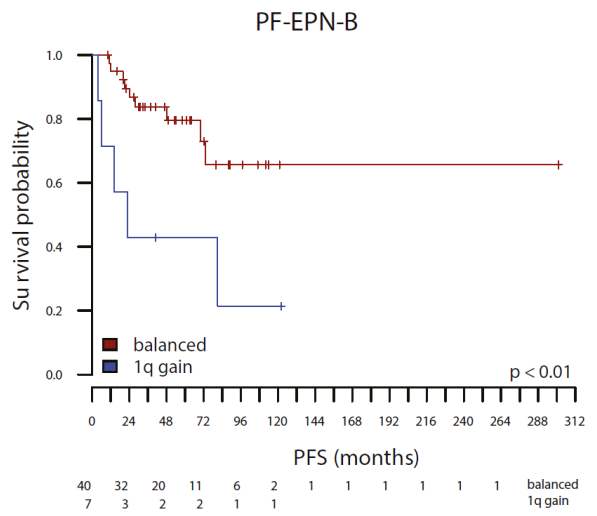 PF-EPN-B
Survival probability
1.0
0.8
0.6
0.4
0.2
0.0
balanced
1q gain
p < 0.01
0 24 48 72 96 120 144 168 192 216 240 264 288 312
PFS (months)
40 32 20 11 6 2 1 1 1 1 1 1 balanced
7 3 2 2 1 1 1q gain